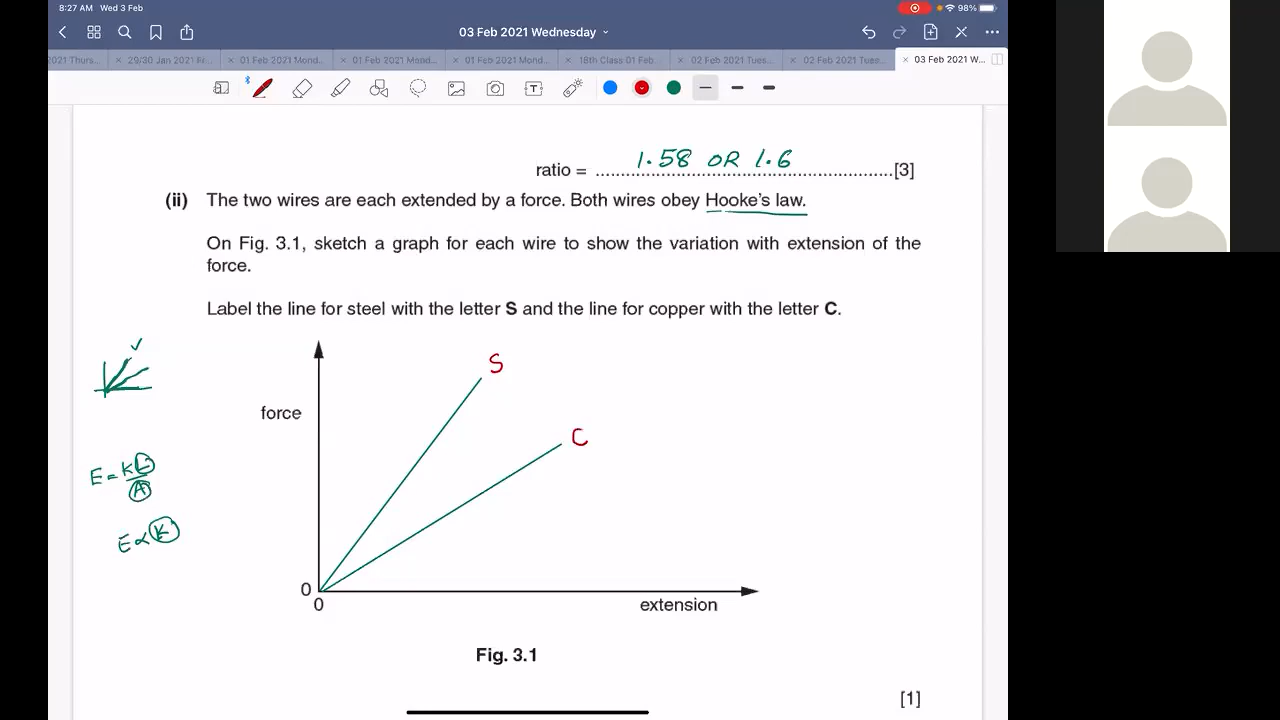 8:27 AM Wed 3 Feb
98%
03 Feb 2021 Wednesday
2021 Thurs...
29/30 Jan 2021 Fr...
01 Feb 2021 Mond...
01 Feb 2021 Mond...
01 Feb 2021 Mond...
18th Class 01 Feb...
02 Feb 2021 Tues...
02 Feb 2021 Tues...
03 Feb 2021 W...
ratio = 1.58 OR 1.6 [3]
(ii) The two wires are each extended by a force. Both wires obey Hooke's law.
On Fig. 3.1, sketch a graph for each wire to show the variation with extension of the
force.
Label the line for steel with the letter S and the line for copper with the letter C.
S
force
C
E = kL/A
E ∝ k
0
0
extension
Fig. 3.1
[1]